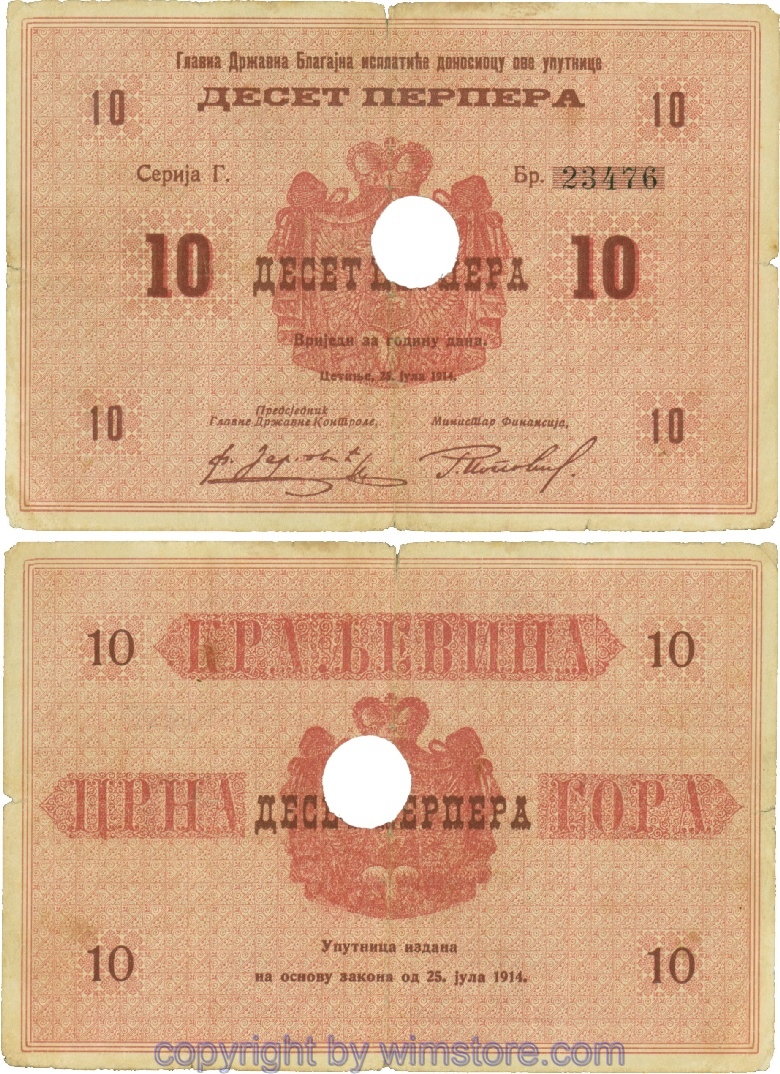 Главна Државна Благајна исплатиће доносиоцу ове упутнице
ДЕСЕТ ПЕРПЕРА
10 10
Серија Г. Бр. 23476
10 ДЕСЕТ ПЕРПЕРА 10
Вриједи за годину дана.
Цетиње, 25. јула 1914.
10 10
Предсједник
Главне Државне Контроле, Министар Финансија,
КРАЉЕВИНА
10 10
ЦРНА ДЕСЕТ ПЕРПЕРА ГОРА
Упутница издана
на основу закона од 25. јула 1914.
10 10
copyright by wimstore.com